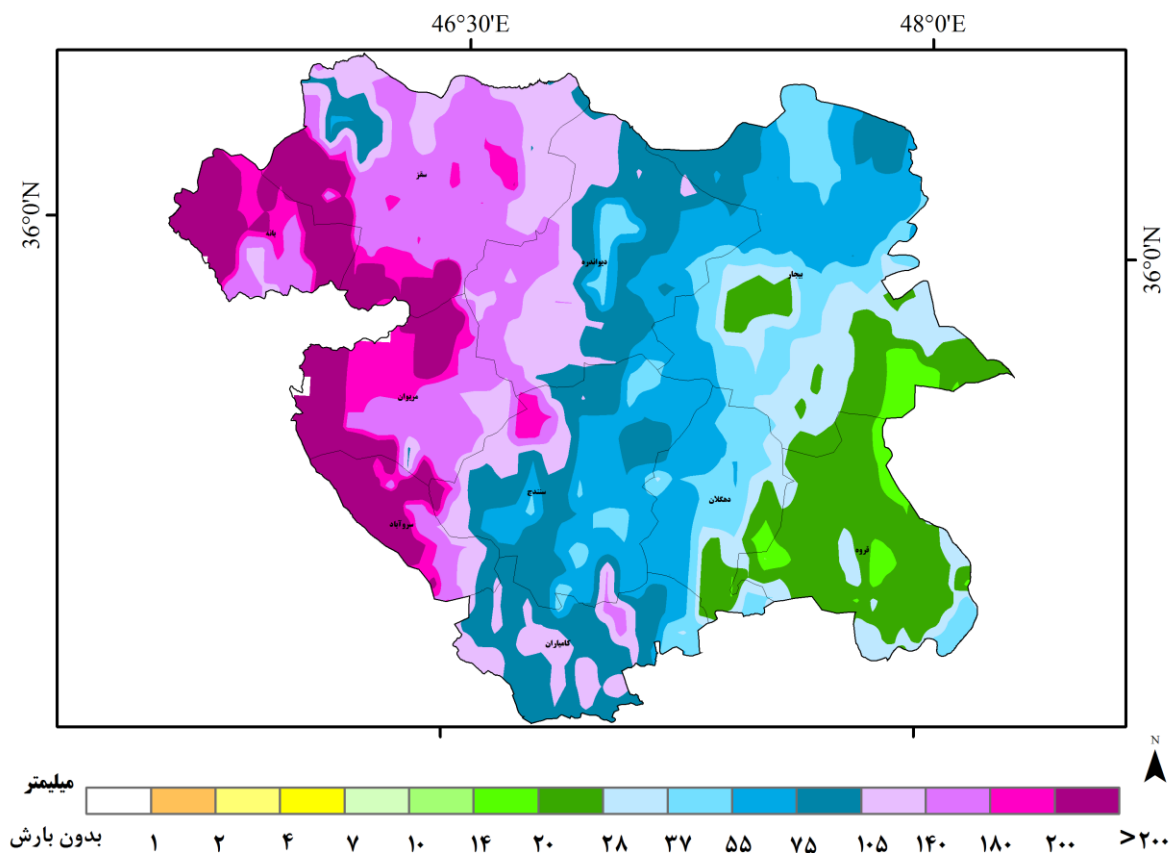 46°30'E 48°0'E
36°0'N 36°0'N
سقز
بانه
دیواندره
بیجار
مریوان
سنندج
دهگلان
سروآباد
قروه
کامیاران
N
میلیمتر
بدون بارش ۱ ۲ ۴ ۷ ۱۰ ۱۴ ۲۰ ۲۸ ۳۷ ۵۵ ۷۵ ۱۰۵ ۱۴۰ ۱۸۰ ۲۰۰ >۲۰۰